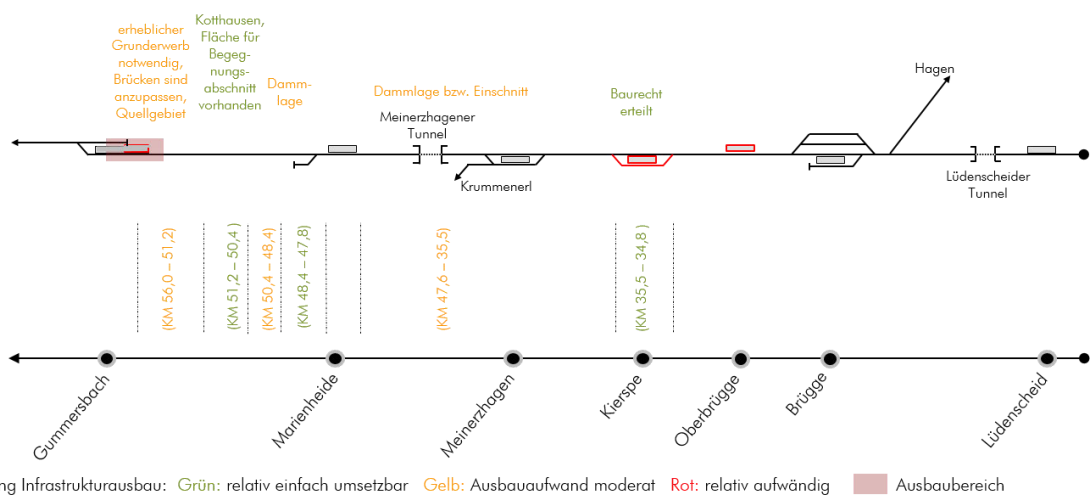 erheblicher
Grunderwerb
notwendig,
Brücken sind
anzupassen,
Quellgebiet
Kotthausen,
Fläche für
Begeg-
nungs-
abschnitt
vorhanden
Damm-
lage
Dammlage bzw. Einschnitt
Meinerzhagener
Tunnel
Krummenerl
Baurecht
erteilt
Hagen
Lüdenscheider
Tunnel
(KM 56,0 – 51,2)
(KM 51,2 – 50,4 )
(KM 50,4 – 48,4)
(KM 48,4 – 47,8)
(KM 47,6 – 35,5)
(KM 35,5 – 34,8 )
Gummersbach
Marienheide
Meinerzhagen
Kierspe
Oberbrügge
Brügge
Lüdenscheid
ng Infrastrukturausbau: Grün: relativ einfach umsetzbar Gelb: Ausbauaufwand moderat Rot: relativ aufwändig Ausbaubereich